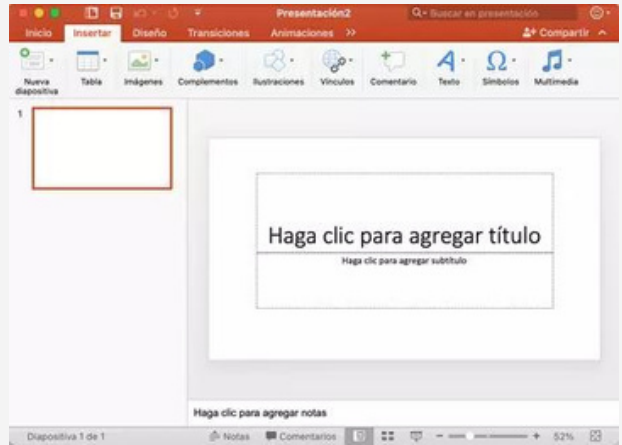 Presentación2
Buscar en presentación
Inicio Insertar Diseño Transiciones Animaciones >> Compartir
Nueva diapositiva
Tabla
Imágenes
Complementos
Ilustraciones
Vínculos
Comentario
Texto
Símbolos
Multimedia
1
Haga clic para agregar título
Haga clic para agregar subtítulo
Haga clic para agregar notas
Diapositiva 1 de 1 Notas Comentarios 52%